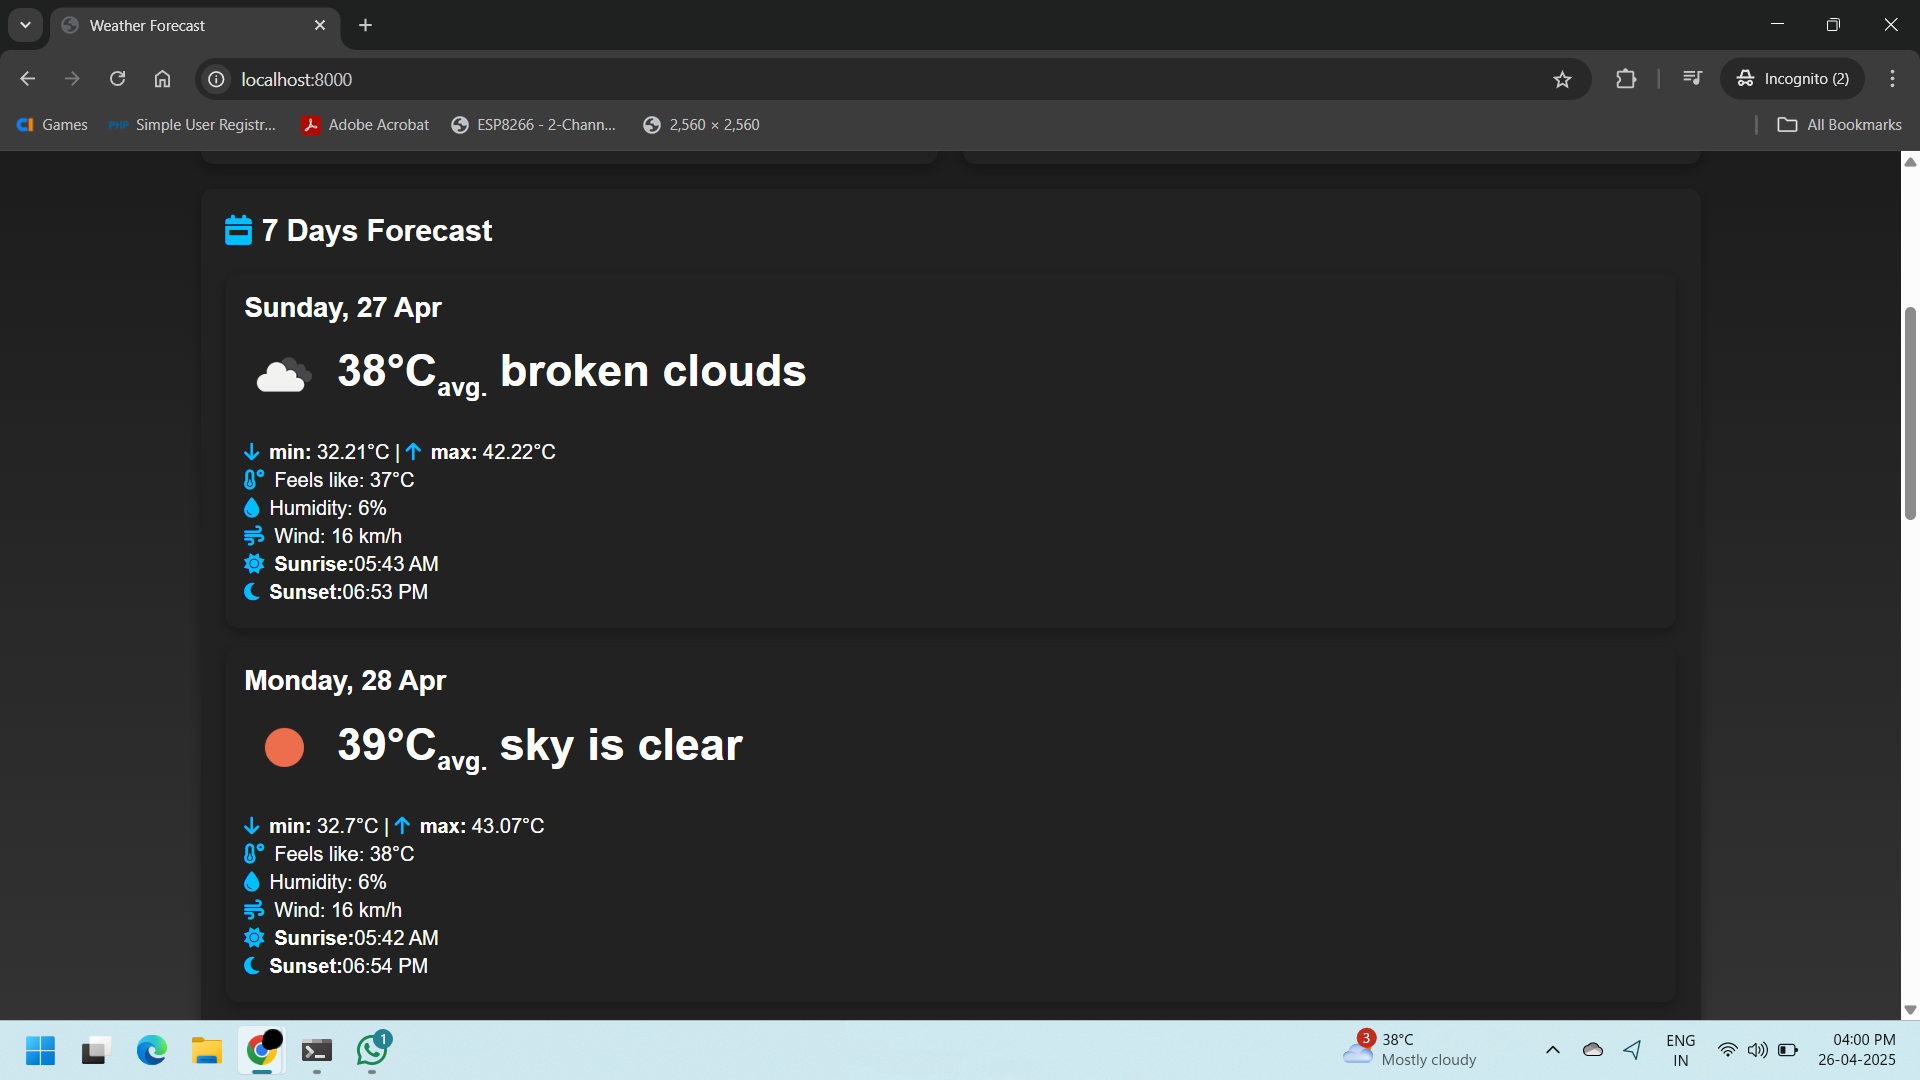 Weather Forecast
localhost:8000
Incognito (2)
Games
PHP Simple User Registr...
Adobe Acrobat
ESP8266 - 2-Chann...
2,560 × 2,560
All Bookmarks
7 Days Forecast
Sunday, 27 Apr
38°Cavg. broken clouds
min: 32.21°C | max: 42.22°C
Feels like: 37°C
Humidity: 6%
Wind: 16 km/h
Sunrise:05:43 AM
Sunset:06:53 PM
Monday, 28 Apr
39°Cavg. sky is clear
min: 32.7°C | max: 43.07°C
Feels like: 38°C
Humidity: 6%
Wind: 16 km/h
Sunrise:05:42 AM
Sunset:06:54 PM
1
3
38°C
Mostly cloudy
ENG
IN
04:00 PM
26-04-2025